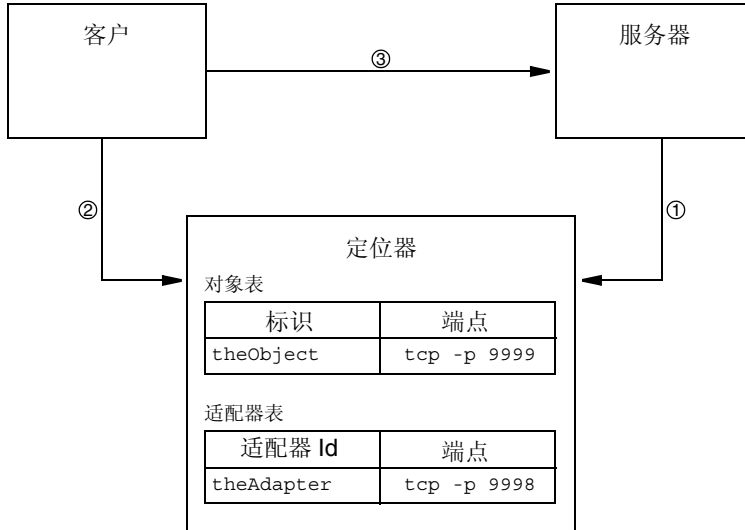 客户
服务器
③
②
①
定位器
对象表
标识 端点
theObject tcp -p 9999
适配器表
适配器 Id 端点
theAdapter tcp -p 9998